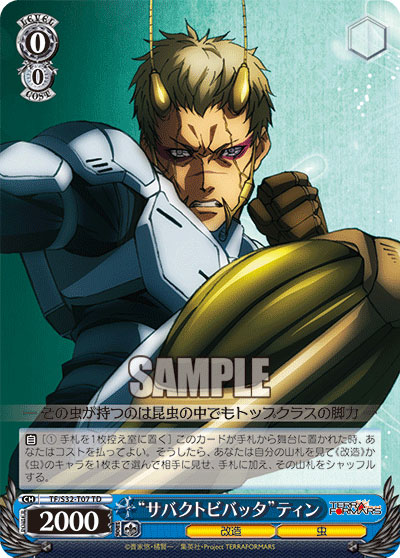 LEVEL
0
0
COST
SAMPLE
その虫が持つのは昆虫の中でもトップクラスの脚力
【自】［⑴ 手札を1枚控え室に置く］このカードが手札から舞台に置かれた時、あ
なたはコストを払ってよい。そうしたら、あなたは自分の山札を見て《改造》か
《虫》のキャラを1枚まで選んで相手に見せ、手札に加え、その山札をシャッフル
する。
CH
TF/S32-T07 TD
POWER
2000
“サバクトビバッタ”ティン
TERRAFORMARS
改造
虫
©貴家悠・橘賢一／集英社・Project TERRAFORMARS